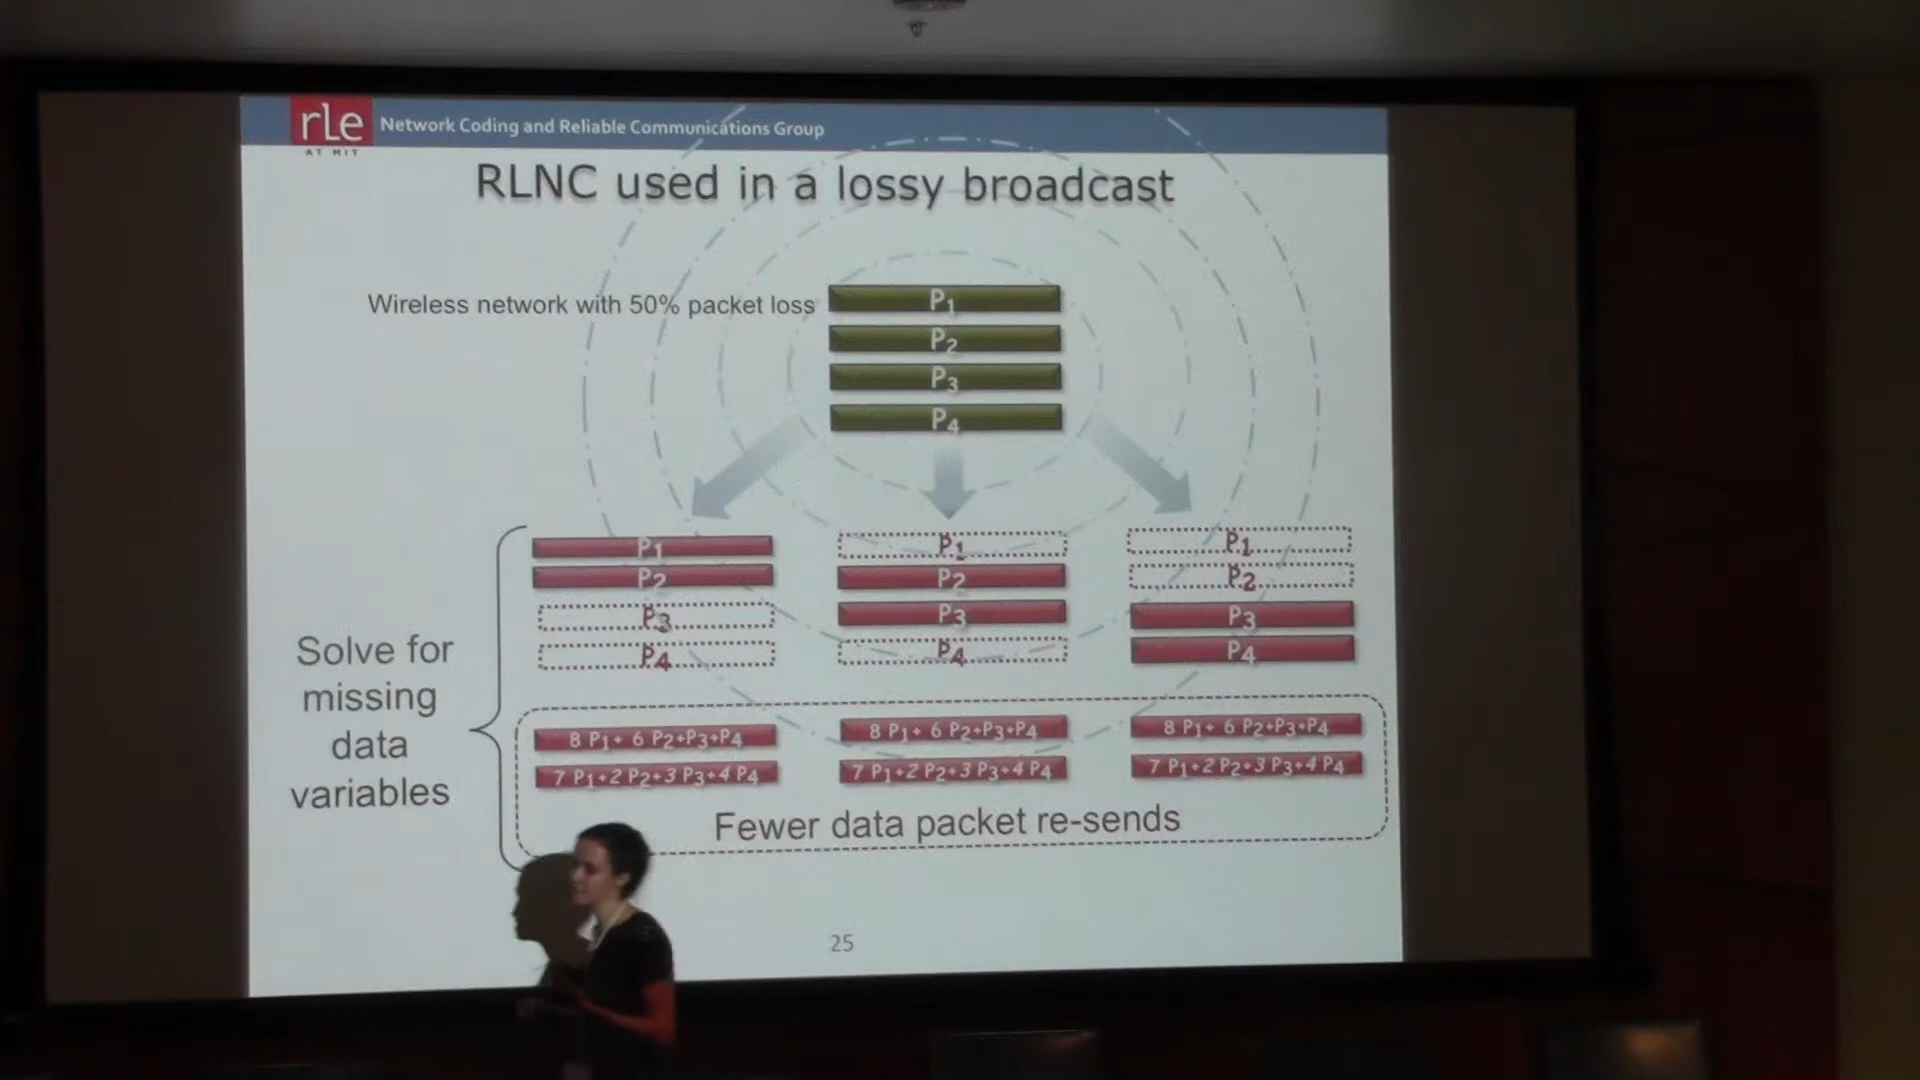 rle
AT MIT
Network Coding and Reliable Communications Group
RLNC used in a lossy broadcast
Wireless network with 50% packet loss
P1
P2
P3
P4
P1
P2
P3
P4
P1
P2
P3
P4
P1
P2
P3
P4
Solve for
missing
data
variables
8 P1+ 6 P2+P3+P4
7 P1+2 P2+3 P3+4 P4
8 P1+ 6 P2+P3+P4
7 P1+2 P2+3 P3+4 P4
8 P1+ 6 P2+P3+P4
7 P1+2 P2+3 P3+4 P4
Fewer data packet re-sends
25